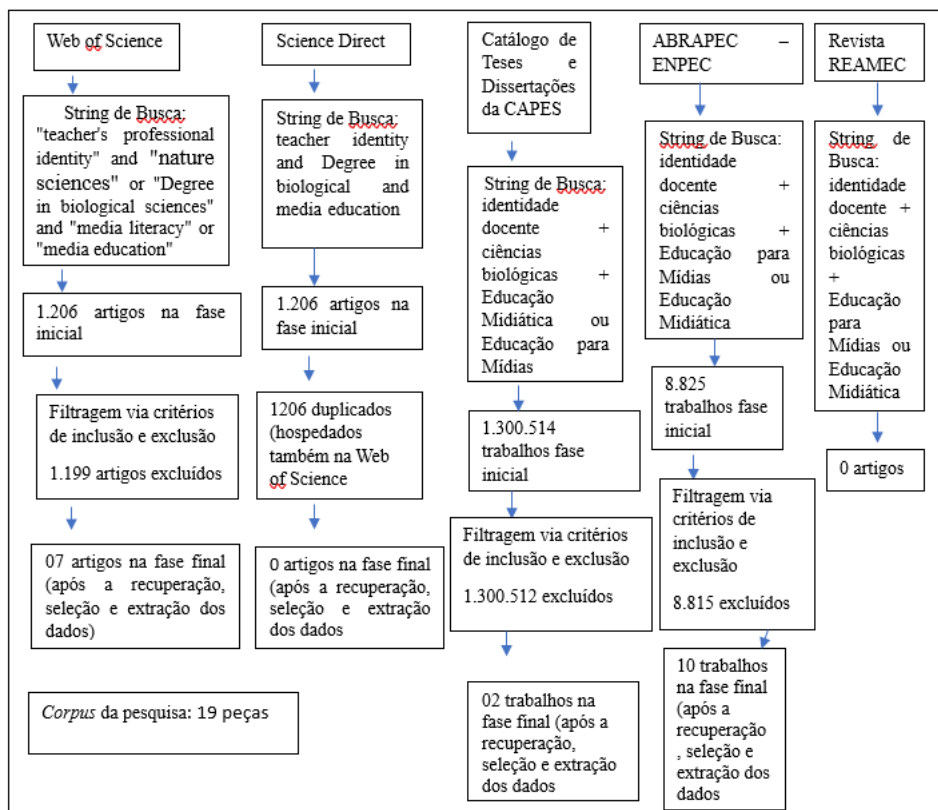 Web of Science
String de Busca:
"teacher's professional
identity" and "nature
sciences" or "Degree
in biological sciences"
and "media literacy" or
"media education"
1.206 artigos na fase
inicial
Filtragem via critérios
de inclusão e exclusão
1.199 artigos excluídos
07 artigos na fase final
(após a recuperação,
seleção e extração dos
dados)
Science Direct
String de Busca:
teacher identity
and Degree in
biological and
media education
1.206 artigos na
fase inicial
1206 duplicados
(hospedados
também na Web
of Science
0 artigos na fase final
(após a recuperação,
seleção e extração
dos dados
Catálogo de
Teses e
Dissertações
da CAPES
String de Busca:
identidade
docente +
ciências
biológicas +
Educação
Midiática ou
Educação para
Mídias
1.300.514
trabalhos fase
inicial
Filtragem via critérios
de inclusão e exclusão
1.300.512 excluídos
02 trabalhos na
fase final (após a
recuperação,
seleção e extração
dos dados
ABRAPEC –
ENPEC
String de Busca:
identidade
docente +
ciências
biológicas +
Educação para
Mídias ou
Educação
Midiática
8.825
trabalhos fase
inicial
Filtragem via
critérios de
inclusão e
exclusão
8.815 excluídos
10 trabalhos
na fase final
(após a
recuperação
, seleção e
extração dos
dados
Revista
REAMEC
String de
Busca:
identidade
docente +
ciências
biológicas
+
Educação
para
Mídias ou
Educação
Midiática
0 artigos
Corpus da pesquisa: 19 peças